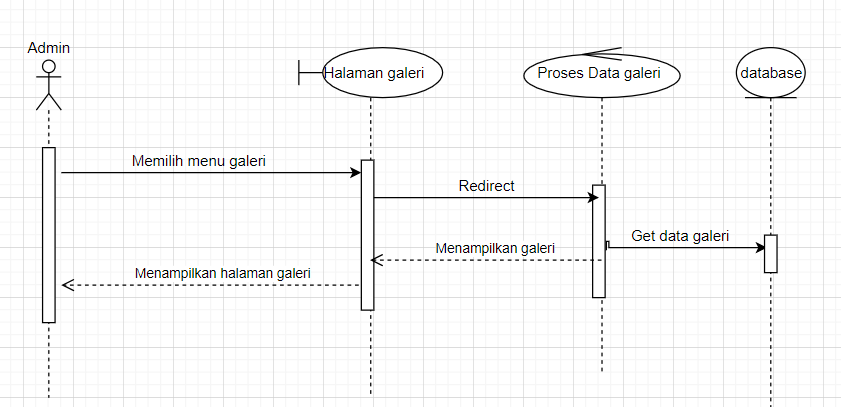 Admin
Halaman galeri
Proses Data galeri
database
Memilih menu galeri
Redirect
Get data galeri
Menampilkan galeri
Menampilkan halaman galeri